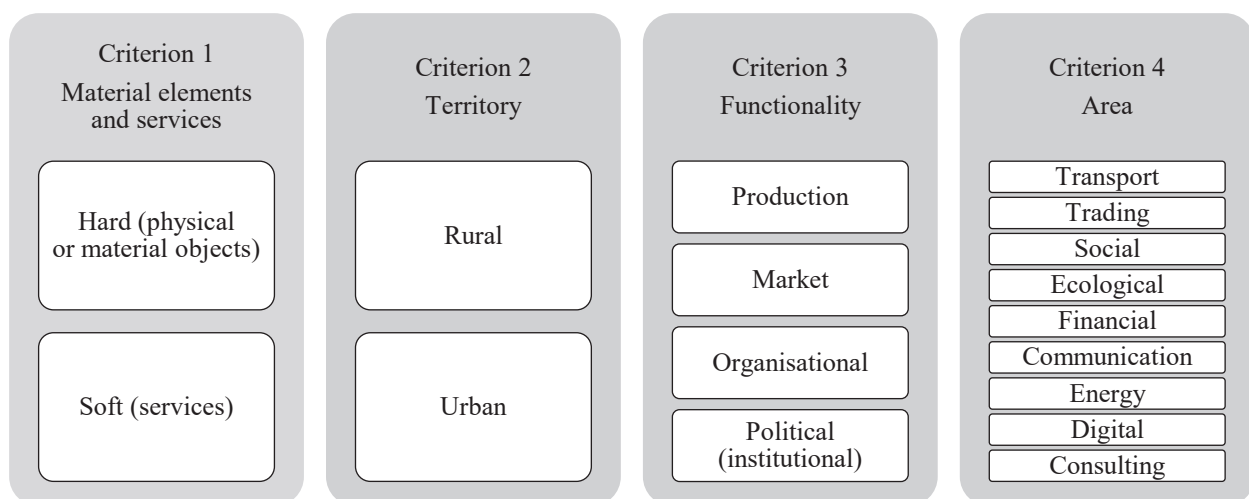 Criterion 1
Material elements
and services
Hard (physical
or material objects)
Soft (services)
Criterion 2
Territory
Rural
Urban
Criterion 3
Functionality
Production
Market
Organisational
Political
(institutional)
Criterion 4
Area
Transport
Trading
Social
Ecological
Financial
Communication
Energy
Digital
Consulting